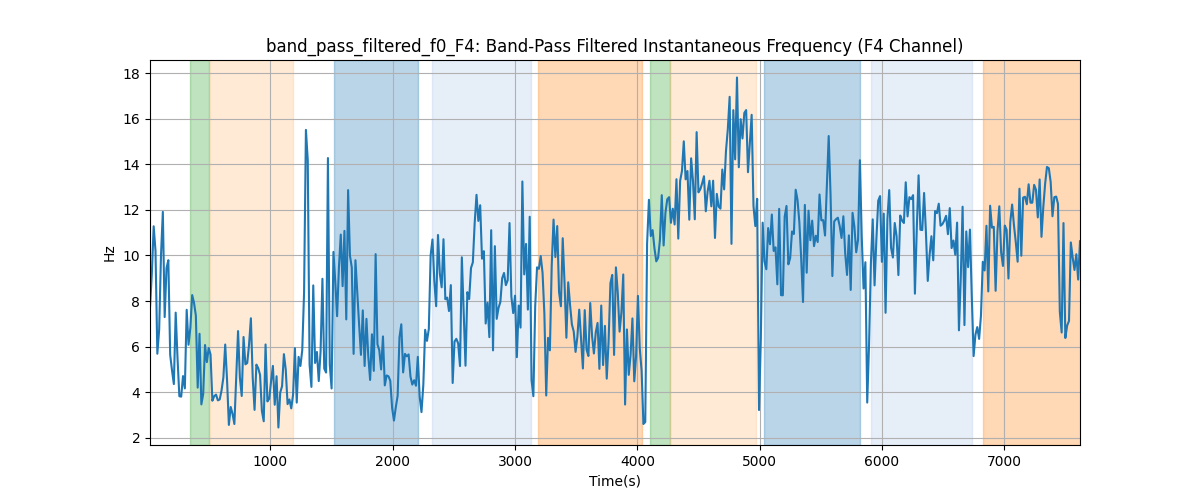 band_pass_filtered_f0_F4: Band-Pass Filtered Instantaneous Frequency (F4 Channel)
18
16
14
12
10
8
6
4
2
Hz
1000 2000 3000 4000 5000 6000 7000
Time(s)